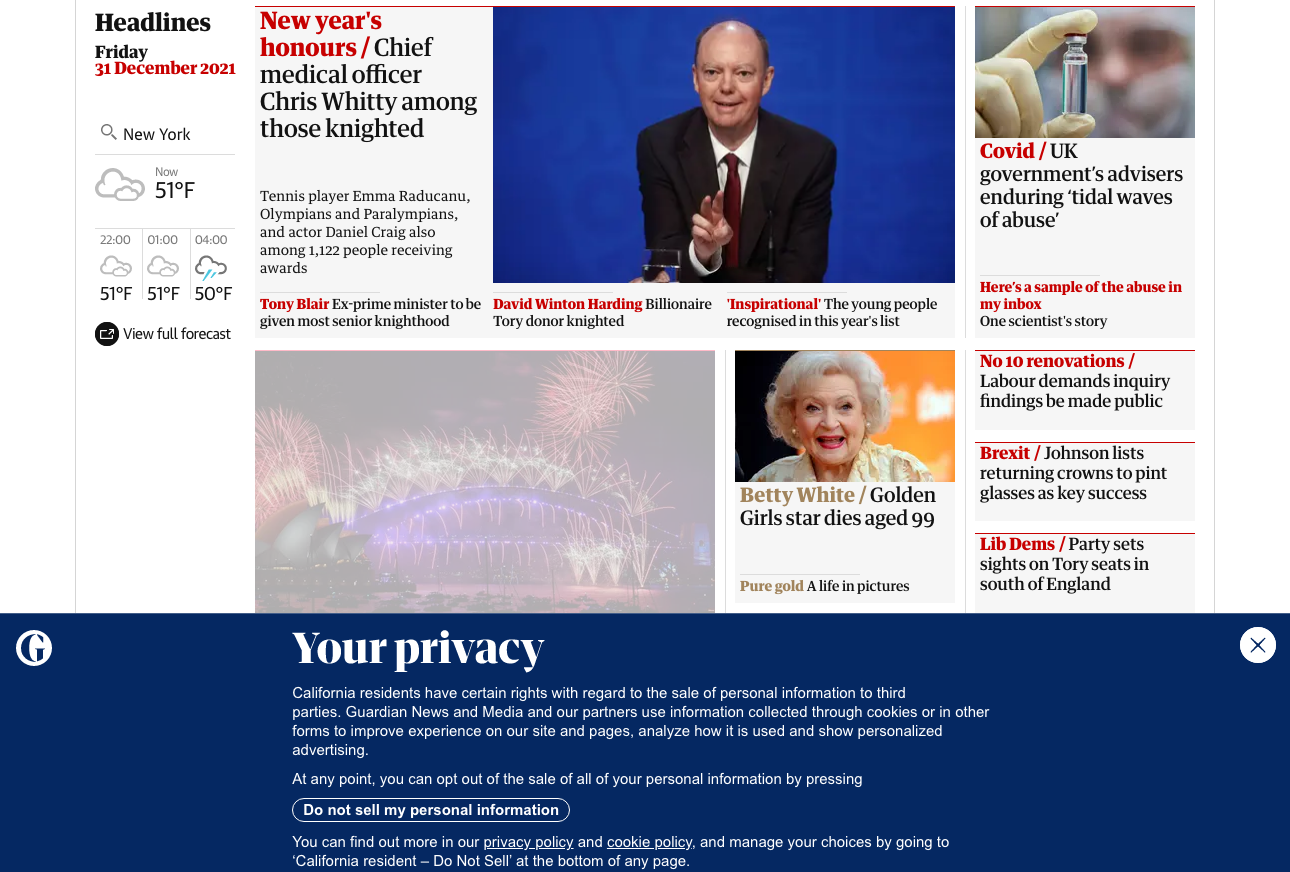 Headlines
Friday
31 December 2021
New York
Now
51°F
22:00
01:00
04:00
51°F
51°F
50°F
View full forecast
New year's
honours / Chief
medical officer
Chris Whitty among
those knighted
Tennis player Emma Raducanu,
Olympians and Paralympians,
and actor Daniel Craig also
among 1,122 people receiving
awards
Tony Blair Ex-prime minister to be
given most senior knighthood
David Winton Harding Billionaire
Tory donor knighted
'Inspirational' The young people
recognised in this year's list
Covid / UK
government’s advisers
enduring ‘tidal waves
of abuse’
Here’s a sample of the abuse in
my inbox
One scientist's story
Betty White / Golden
Girls star dies aged 99
Pure gold A life in pictures
No 10 renovations /
Labour demands inquiry
findings be made public
Brexit / Johnson lists
returning crowns to pint
glasses as key success
Lib Dems / Party sets
sights on Tory seats in
south of England
G
Your privacy
California residents have certain rights with regard to the sale of personal information to third
parties. Guardian News and Media and our partners use information collected through cookies or in other
forms to improve experience on our site and pages, analyze how it is used and show personalized
advertising.
At any point, you can opt out of the sale of all of your personal information by pressing
Do not sell my personal information
You can find out more in our privacy policy and cookie policy, and manage your choices by going to
‘California resident – Do Not Sell’ at the bottom of any page.